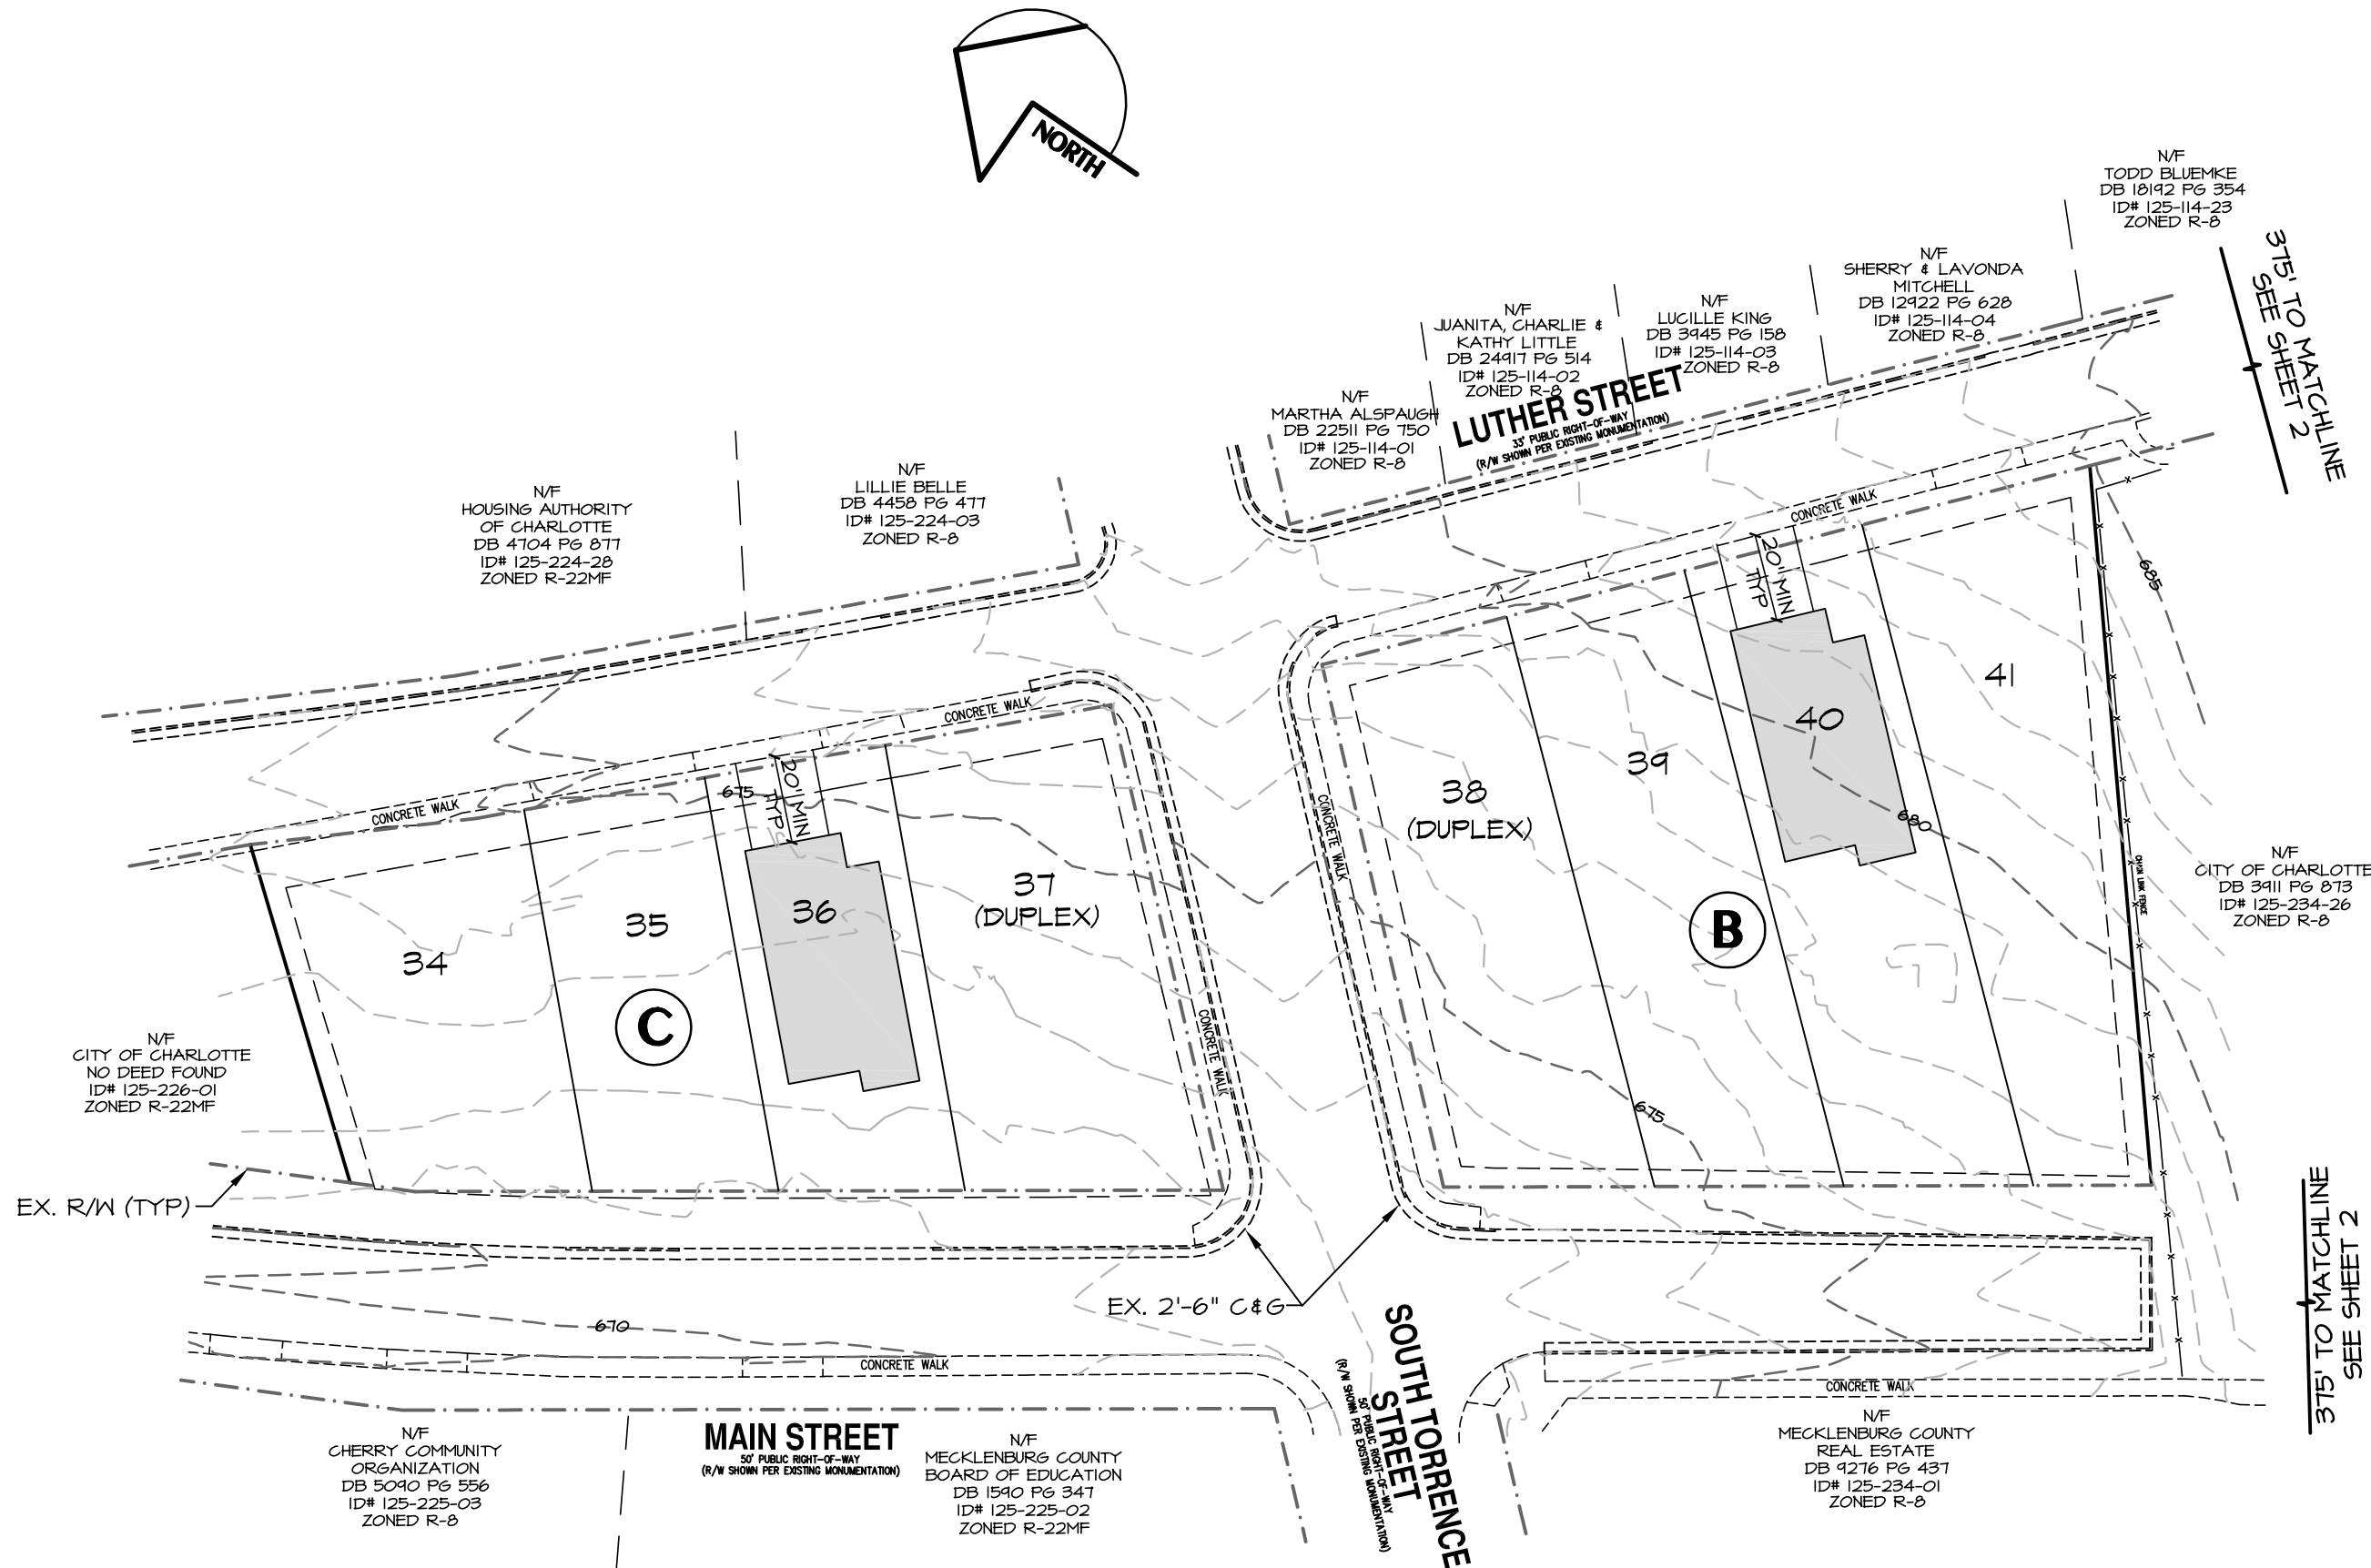 NORTH
N/F
TODD BLUEMKE
DB 18192 PG 354
ID# 125-114-23
ZONED R-8
375' TO MATCHLINE
SEE SHEET 2
N/F
SHERRY & LAVONDA
MITCHELL
DB 12922 PG 628
ID# 125-114-04
ZONED R-8
N/F
LUCILLE KING
DB 3945 PG 158
ID# 125-114-03
ZONED R-8
N/F
JUANITA, CHARLIE &
KATHY LITTLE
DB 24917 PG 514
ID# 125-114-02
ZONED R-8
N/F
MARTHA ALSPAUGH
DB 22511 PG 750
ID# 125-114-01
ZONED R-8
LUTHER STREET
33' PUBLIC RIGHT-OF-WAY
(R/W SHOWN PER EXISTING MONUMENTATION)
N/F
LILLIE BELLE
DB 4458 PG 477
ID# 125-224-03
ZONED R-8
N/F
HOUSING AUTHORITY
OF CHARLOTTE
DB 4704 PG 877
ID# 125-224-28
ZONED R-22MF
CONCRETE WALK
20' MIN
TYP
685
41
40
39
38
(DUPLEX)
680
B
CONCRETE WALK
CHAIN LINK FENCE
N/F
CITY OF CHARLOTTE
DB 3911 PG 873
ID# 125-234-26
ZONED R-8
675
CONCRETE WALK
CONCRETE WALK
675
20' MIN
TYP
37
(DUPLEX)
36
35
34
C
CONCRETE WALK
N/F
CITY OF CHARLOTTE
NO DEED FOUND
ID# 125-226-01
ZONED R-22MF
EX. R/W (TYP)
EX. 2'-6" C&G
670
CONCRETE WALK
CONCRETE WALK
375' TO MATCHLINE
SEE SHEET 2
SOUTH TORRENCE
STREET
50' PUBLIC RIGHT-OF-WAY
(R/W SHOWN PER EXISTING MONUMENTATION)
MAIN STREET
50' PUBLIC RIGHT-OF-WAY
(R/W SHOWN PER EXISTING MONUMENTATION)
N/F
CHERRY COMMUNITY
ORGANIZATION
DB 5090 PG 556
ID# 125-225-03
ZONED R-8
N/F
MECKLENBURG COUNTY
BOARD OF EDUCATION
DB 1590 PG 347
ID# 125-225-02
ZONED R-22MF
N/F
MECKLENBURG COUNTY
REAL ESTATE
DB 9276 PG 437
ID# 125-234-01
ZONED R-8